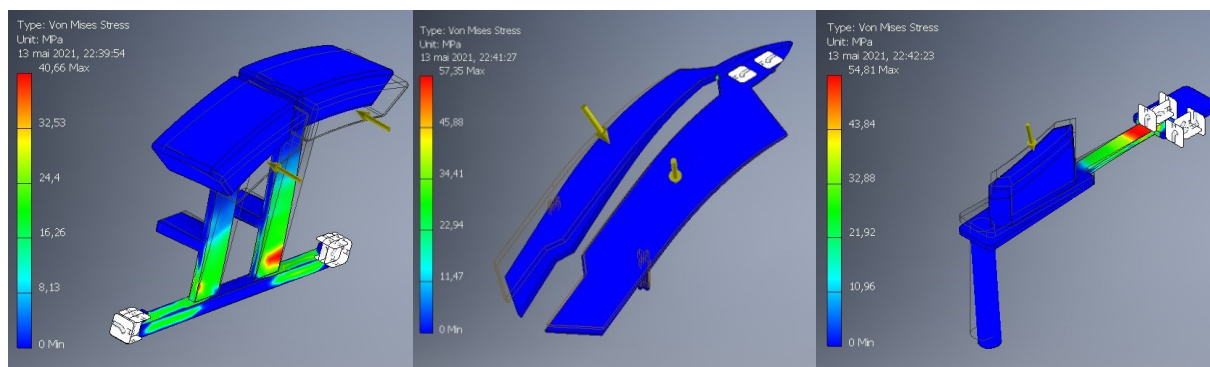 Type: Von Mises Stress
Unit: MPa
13 mai 2021, 22:39:54
40,66 Max
32,53
24,4
16,26
8,13
0 Min
Type: Von Mises Stress
Unit: MPa
13 mai 2021, 22:41:27
57,35 Max
45,88
34,41
22,94
11,47
0 Min
Type: Von Mises Stress
Unit: MPa
13 mai 2021, 22:42:23
54,81 Max
43,84
32,88
21,92
10,96
0 Min